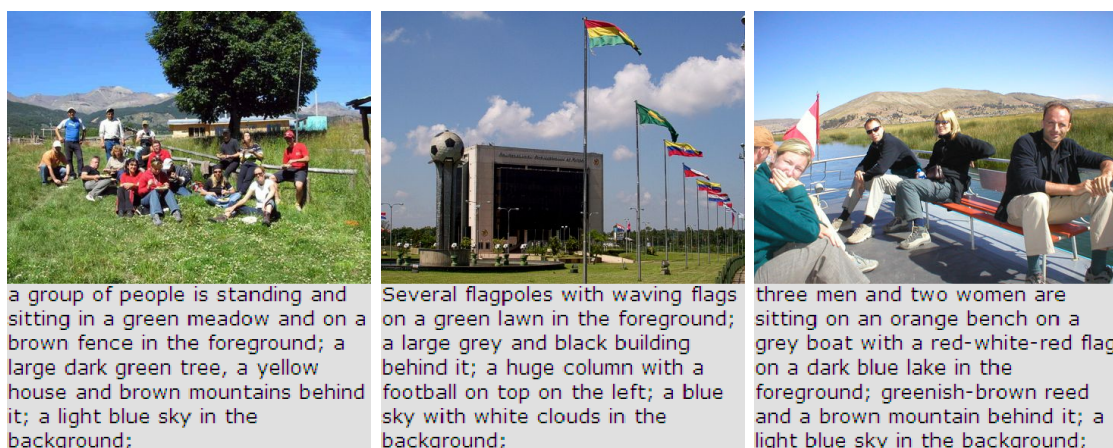 a group of people is standing and
sitting in a green meadow and on a
brown fence in the foreground; a
large dark green tree, a yellow
house and brown mountains behind
it; a light blue sky in the
background;
Several flagpoles with waving flags
on a green lawn in the foreground;
a large grey and black building
behind it; a huge column with a
football on top on the left; a blue
sky with white clouds in the
background;
three men and two women are
sitting on an orange bench on a
grey boat with a red-white-red flag
on a dark blue lake in the
foreground; greenish-brown reed
and a brown mountain behind it; a
light blue sky in the background;